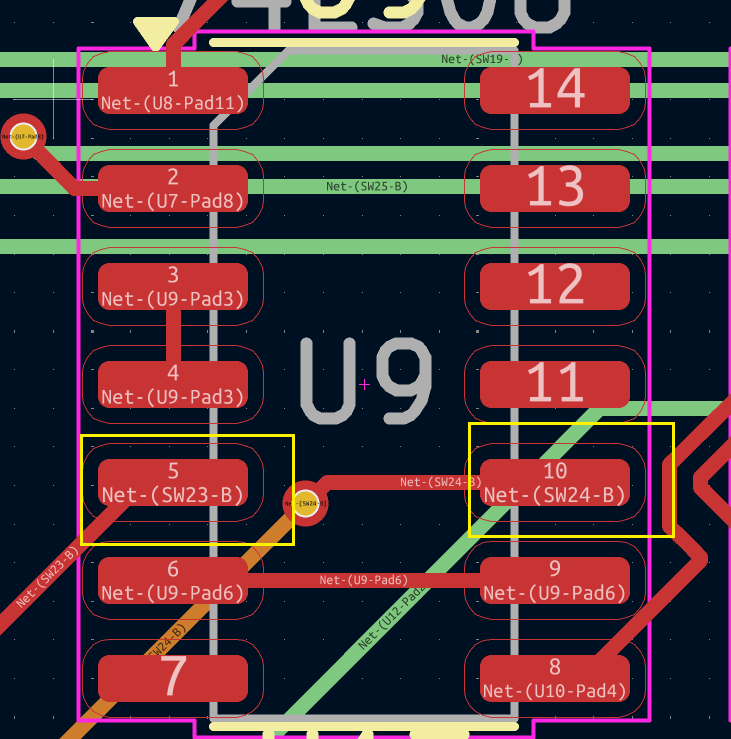 Net-(SW19-
1
Net-(U8-Pad11)
14
Net-(U7-Pad8)
2
Net-(U7-Pad8)
Net-(SW25-B)
13
3
Net-(U9-Pad3)
12
U9
4
Net-(U9-Pad3)
11
5
Net-(SW23-B)
Net-(SW24-B)
Net-(SW24-B)
10
Net-(SW24-B)
Net-(SW23-B)
6
Net-(U9-Pad6)
Net-(U9-Pad6)
9
Net-(U9-Pad6)
Net-(U12-Pad
SW24-B)
7
8
Net-(U10-Pad4)